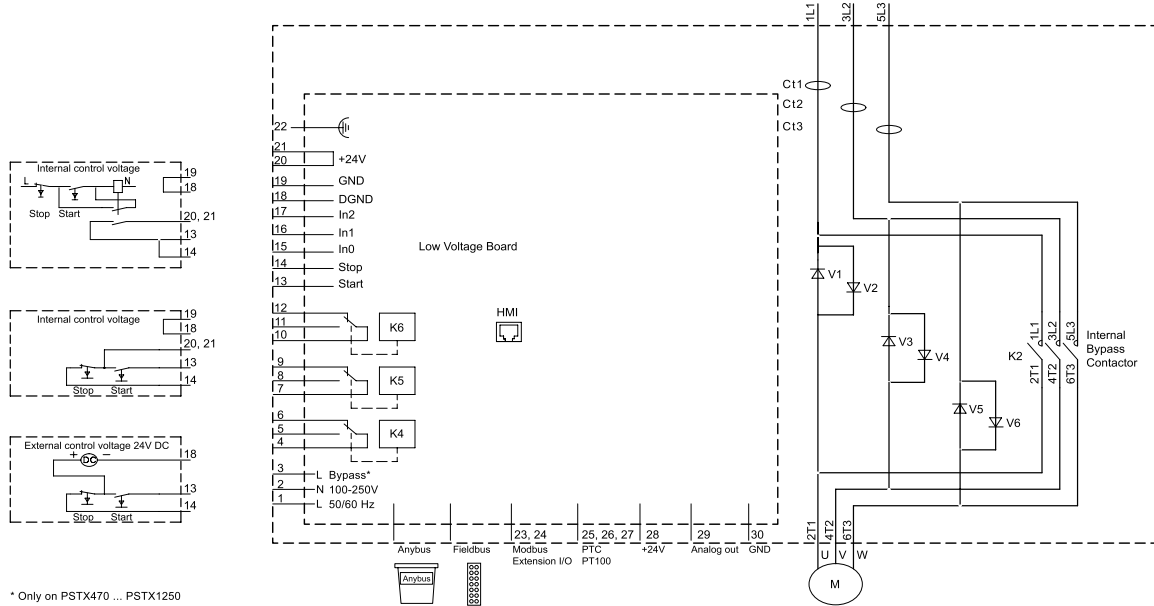 1L1 3L2 5L3
Ct1
Ct2
Ct3
22
21
20 +24V
19 GND
18 DGND
17 In2
16 In1
15 In0
14 Stop
13 Start
Low Voltage Board
HMI
12
11
10
K6
9
8
7
K5
6
5
4
K4
3 L Bypass*
2 N 100-250V
1 L 50/60 Hz
Internal control voltage
L N
Stop Start
19
18
20, 21
13
14
Internal control voltage
19
18
20, 21
13
14
Stop Start
External control voltage 24V DC
+ DC −
18
13
14
Stop Start
V1
V2
V3
V4
V5
V6
K2
1L1 3L2 5L3
2T1 4T2 6T3
Internal
Bypass
Contactor
23, 24 25, 26, 27 28 29 30
Anybus Fieldbus Modbus PTC +24V Analog out GND
Extension I/O PT100
Anybus
2T1 4T2 6T3
U V W
M
* Only on PSTX470 ... PSTX1250